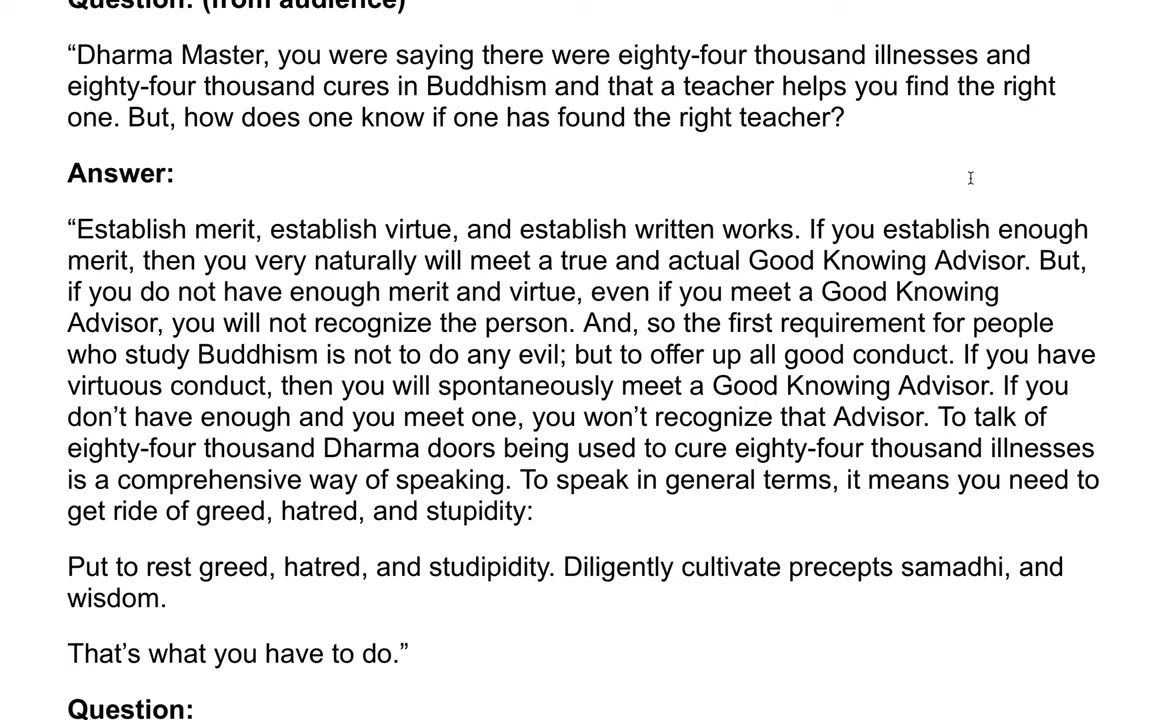 Question: (from audience)
“Dharma Master, you were saying there were eighty-four thousand illnesses and
eighty-four thousand cures in Buddhism and that a teacher helps you find the right
one. But, how does one know if one has found the right teacher?
Answer:
“Establish merit, establish virtue, and establish written works. If you establish enough
merit, then you very naturally will meet a true and actual Good Knowing Advisor. But,
if you do not have enough merit and virtue, even if you meet a Good Knowing
Advisor, you will not recognize the person. And, so the first requirement for people
who study Buddhism is not to do any evil; but to offer up all good conduct. If you have
virtuous conduct, then you will spontaneously meet a Good Knowing Advisor. If you
don’t have enough and you meet one, you won’t recognize that Advisor. To talk of
eighty-four thousand Dharma doors being used to cure eighty-four thousand illnesses
is a comprehensive way of speaking. To speak in general terms, it means you need to
get ride of greed, hatred, and stupidity:
Put to rest greed, hatred, and studipidity. Diligently cultivate precepts samadhi, and
wisdom.
That’s what you have to do.”
Question: